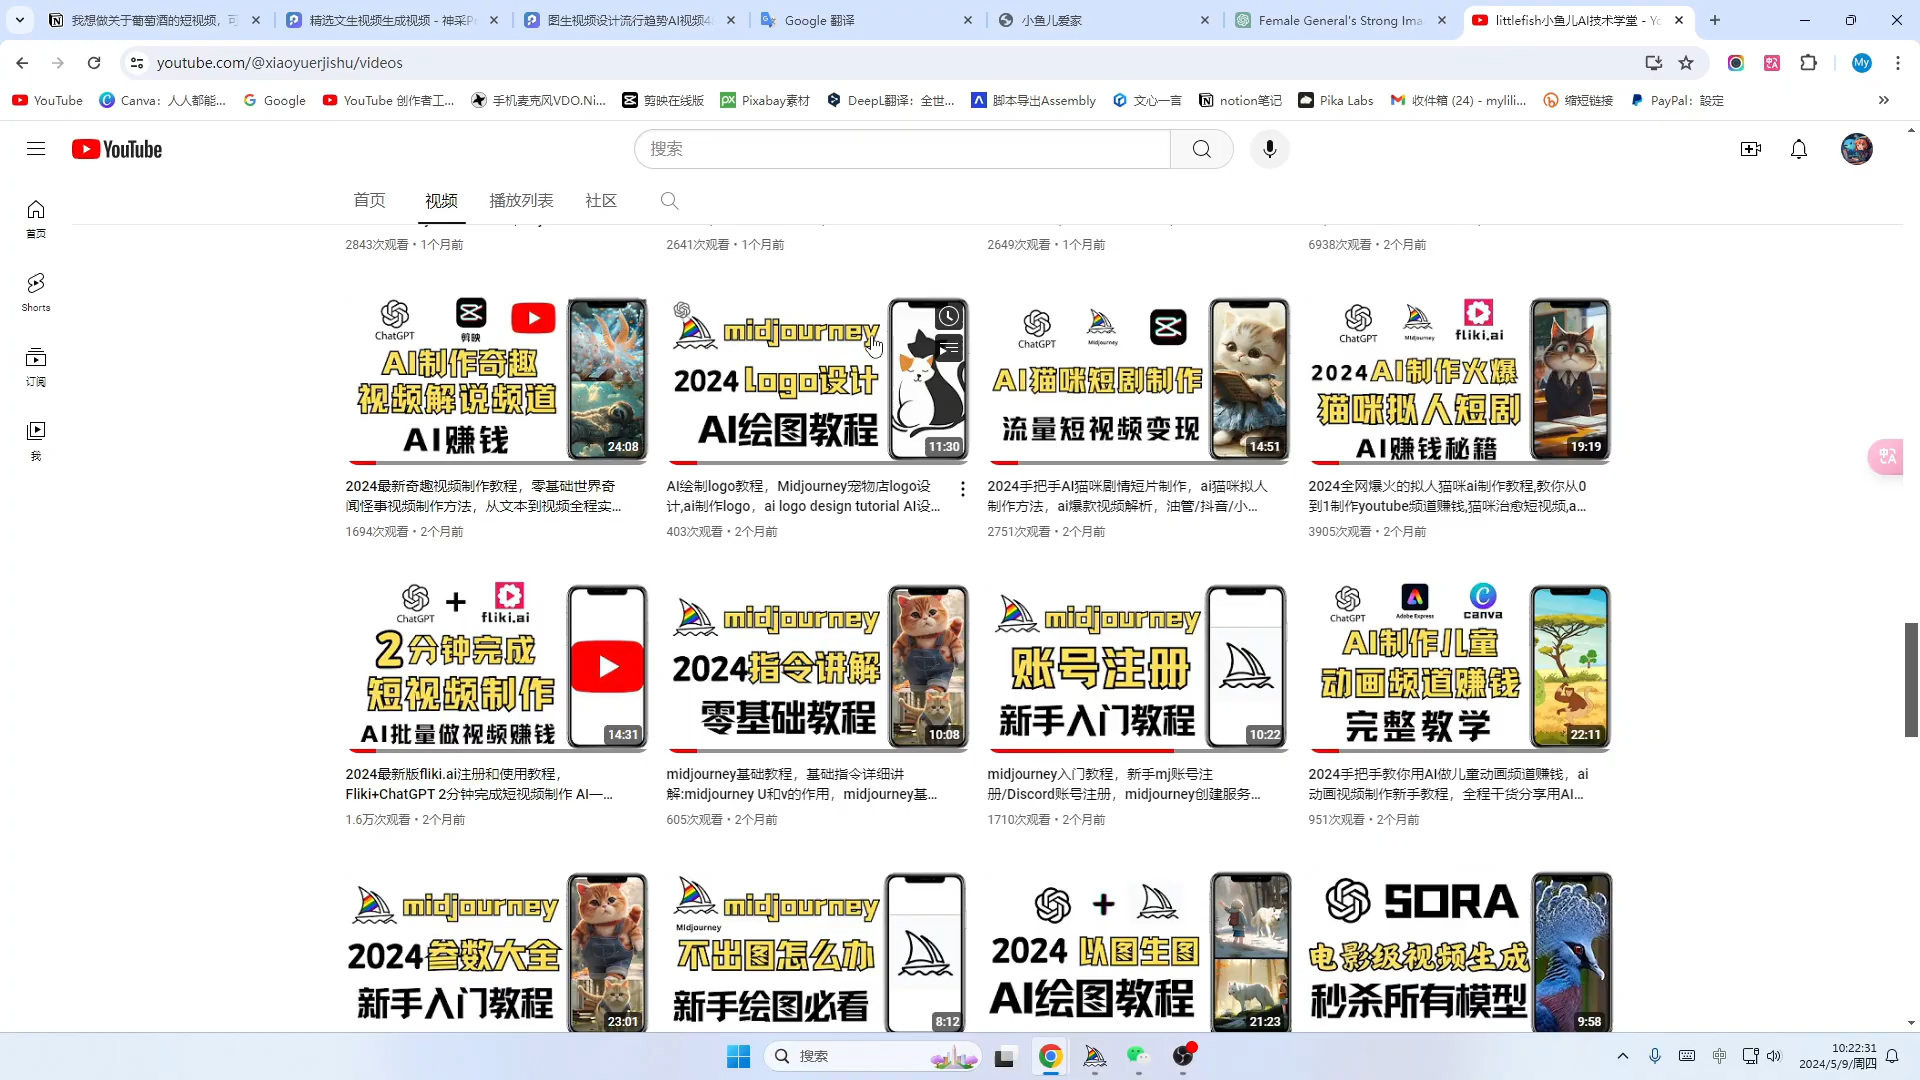 我想做关于葡萄酒的短视频，可
精选文生视频生成视频 - 神采P
图生视频设计流行趋势AI视频4
Google 翻译
小鱼儿爱家
Female General's Strong Ima
littlefish小鱼儿AI技术学堂 - Yo
youtube.com/@xiaoyuerjishu/videos
My
YouTube
Canva：人人都能...
Google
YouTube 创作者工...
手机麦克风VDO.Ni...
剪映在线版
Pixabay素材
DeepL翻译：全世...
脚本导出Assembly
文心一言
notion笔记
Pika Labs
收件箱 (24) - mylili...
缩短链接
PayPal：設定
YouTube
搜索
首页
视频
播放列表
社区
首页
Shorts
订阅
我
2843次观看・1个月前
2641次观看・1个月前
2649次观看・1个月前
6938次观看・2个月前
ChatGPT
剪映
AI制作奇趣
视频解说频道
AI赚钱
24:08
midjourney
2024 logo设计
AI绘图教程
11:30
ChatGPT
Midjourney
AI猫咪短剧制作
流量短视频变现
14:51
ChatGPT
Midjourney
fliki.ai
2024AI制作火爆
猫咪拟人短剧
AI赚钱秘籍
19:19
2024最新奇趣视频制作教程，零基础世界奇
闻怪事视频制作方法，从文本到视频全程实...
1694次观看・2个月前
AI绘制logo教程，Midjourney宠物店logo设
计,ai制作logo，ai logo design tutorial AI设...
403次观看・2个月前
2024手把手AI猫咪剧情短片制作，ai猫咪拟人
制作方法，ai爆款视频解析，油管/抖音/小...
2751次观看・2个月前
2024全网爆火的拟人猫咪ai制作教程,教你从0
到1制作youtube频道赚钱,猫咪治愈短视频,a...
3905次观看・2个月前
ChatGPT
+
fliki.ai
2分钟完成
短视频制作
AI批量做视频赚钱
14:31
midjourney
2024指令讲解
零基础教程
10:08
midjourney
账号注册
新手入门教程
10:22
ChatGPT
Adobe Express
canva
AI制作儿童
动画频道赚钱
完整教学
22:11
2024最新版fliki.ai注册和使用教程，
Fliki+ChatGPT 2分钟完成短视频制作 AI一...
1.6万次观看・2个月前
midjourney基础教程，基础指令详细讲
解:midjourney U和v的作用，midjourney基...
605次观看・2个月前
midjourney入门教程，新手mj账号注
册/Discord账号注册，midjourney创建服务...
1710次观看・2个月前
2024手把手教你用AI做儿童动画频道赚钱，ai
动画视频制作新手教程，全程干货分享用AI...
951次观看・2个月前
midjourney
2024参数大全
新手入门教程
23:01
midjourney
Midjourney
不出图怎么办
新手绘图必看
8:12
+
2024 以图生图
AI绘图教程
21:23
SORA
电影级视频生成
秒杀所有模型
9:58
搜索
中
10:22:31
2024/5/9/周四